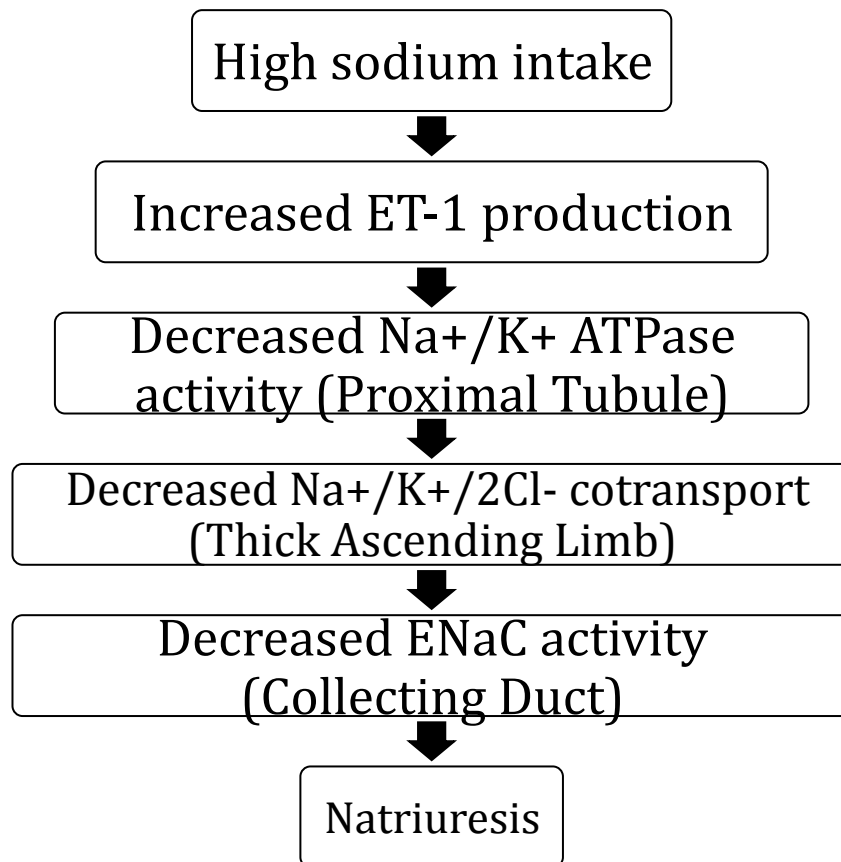 High sodium intake
Increased ET-1 production
Decreased Na+/K+ ATPase
activity (Proximal Tubule)
Decreased Na+/K+/2Cl- cotransport
(Thick Ascending Limb)
Decreased ENaC activity
(Collecting Duct)
Natriuresis